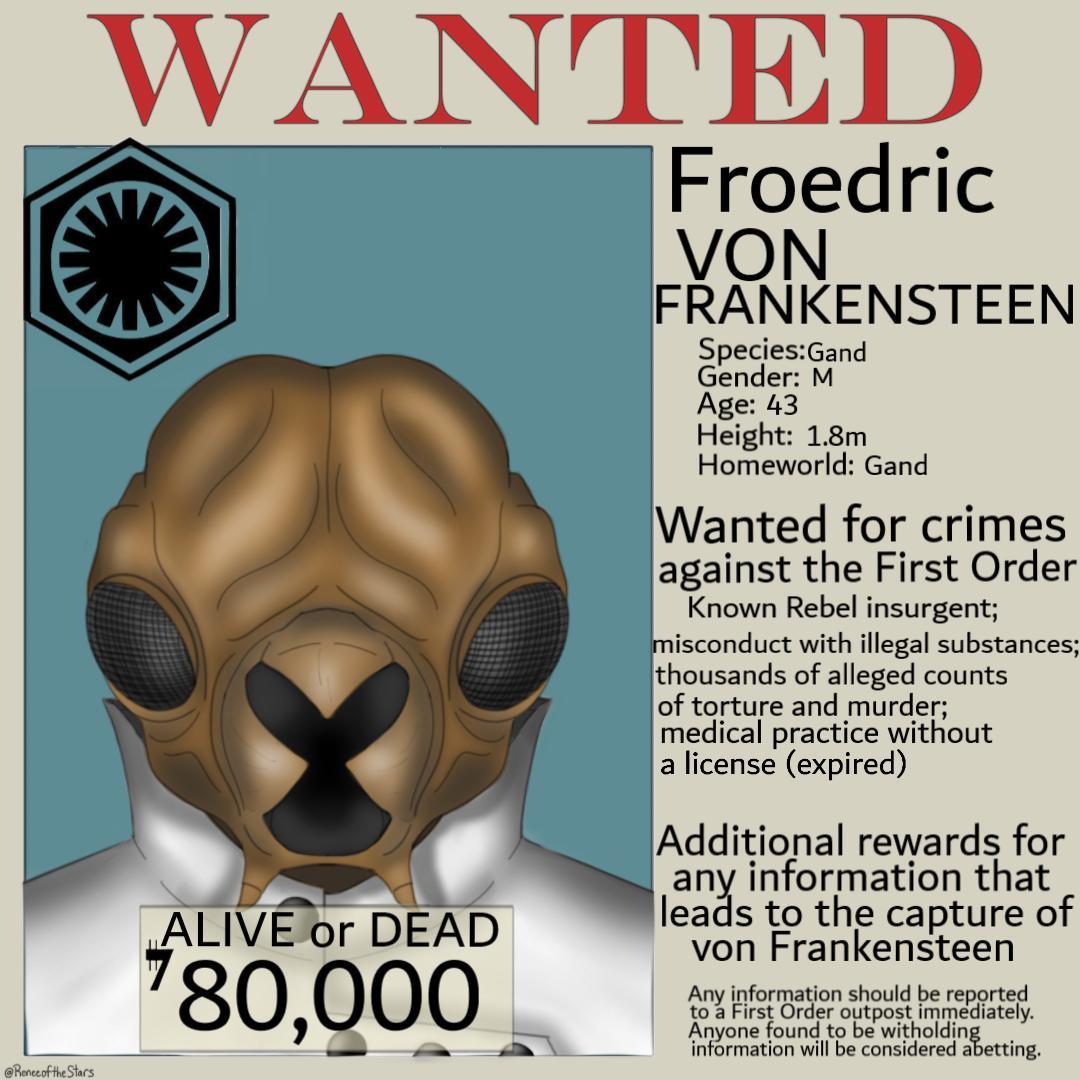 WANTED
Froedric
VON
FRANKENSTEEN
Species:Gand
Gender: M
Age: 43
Height: 1.8m
Homeworld: Gand
Wanted for crimes
against the First Order
Known Rebel insurgent;
misconduct with illegal substances;
thousands of alleged counts
of torture and murder;
medical practice without
a license (expired)
Additional rewards for
any information that
leads to the capture of
von Frankensteen
Any information should be reported
to a First Order outpost immediately.
Anyone found to be witholding
information will be considered abetting.
ALIVE or DEAD
80,000
@ReneeoftheStars